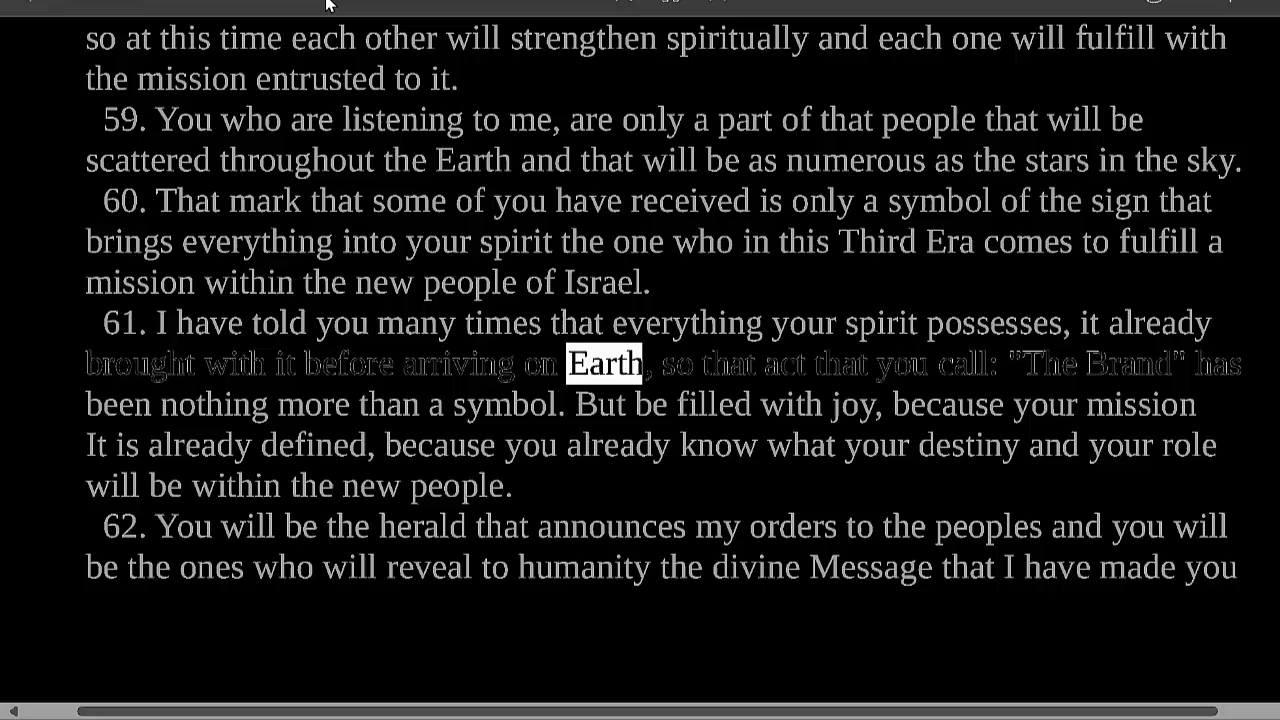 so at this time each other will strengthen spiritually and each one will fulfill with
the mission entrusted to it.
59. You who are listening to me, are only a part of that people that will be
scattered throughout the Earth and that will be as numerous as the stars in the sky.
60. That mark that some of you have received is only a symbol of the sign that
brings everything into your spirit the one who in this Third Era comes to fulfill a
mission within the new people of Israel.
61. I have told you many times that everything your spirit possesses, it already
brought with it before arriving on Earth, so that act that you call: "The Brand" has
been nothing more than a symbol. But be filled with joy, because your mission
It is already defined, because you already know what your destiny and your role
will be within the new people.
62. You will be the herald that announces my orders to the peoples and you will
be the ones who will reveal to humanity the divine Message that I have made you